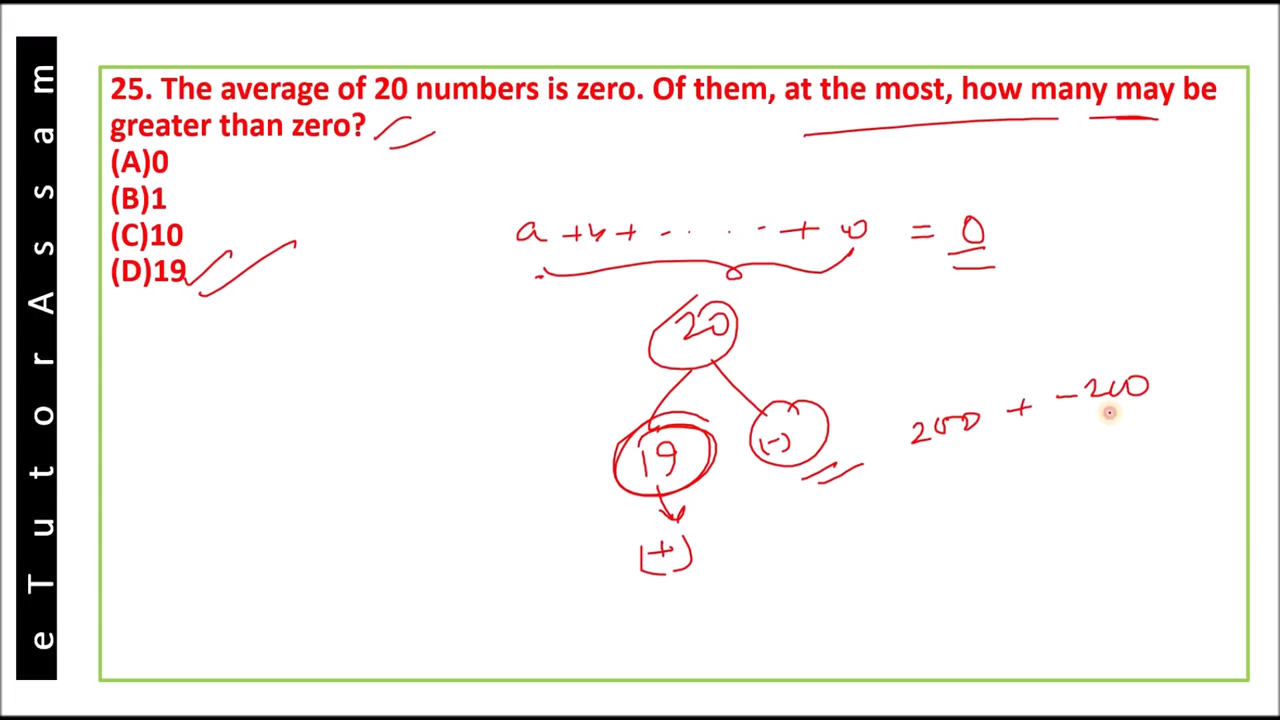 25. The average of 20 numbers is zero. Of them, at the most, how many may be
greater than zero?
(A)0
(B)1
(C)10
(D)19
a + b + . . . . . + = 0
20
19
(-)
200 + -200
(+)
eTutorAssam